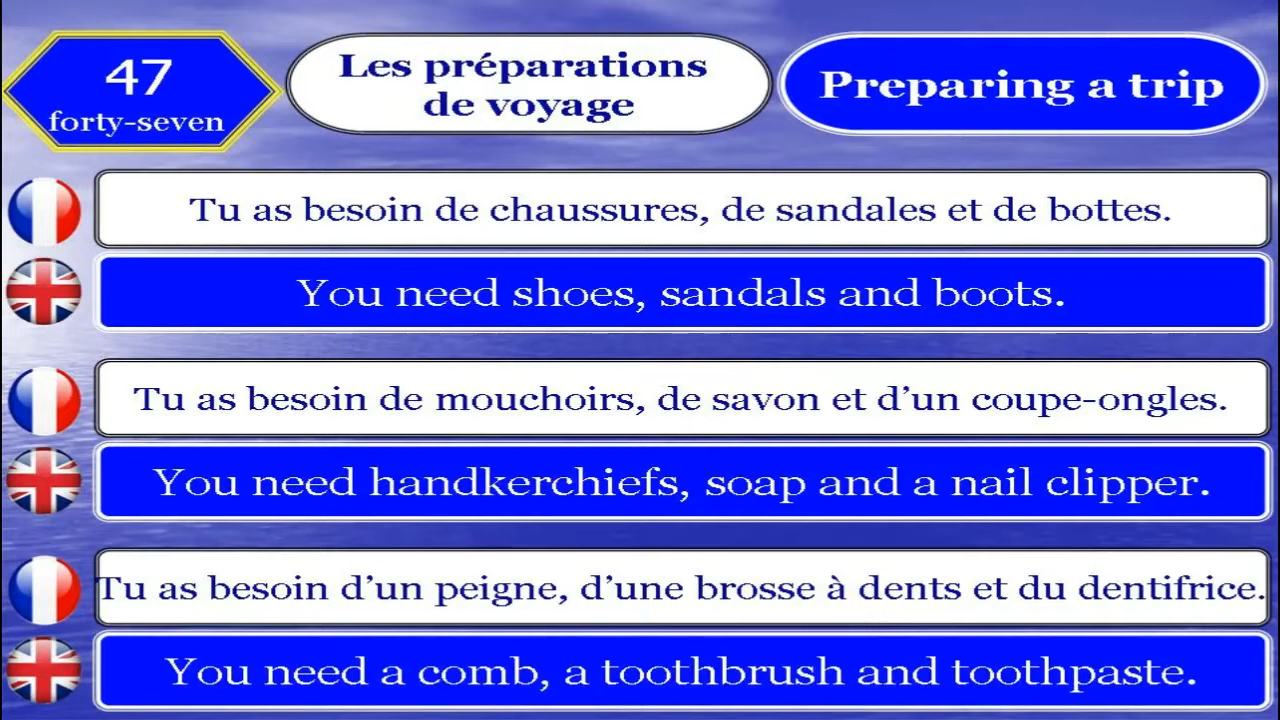 47
forty-seven
Les préparations
de voyage
Preparing a trip
Tu as besoin de chaussures, de sandales et de bottes.
You need shoes, sandals and boots.
Tu as besoin de mouchoirs, de savon et d’un coupe-ongles.
You need handkerchiefs, soap and a nail clipper.
Tu as besoin d’un peigne, d’une brosse à dents et du dentifrice.
You need a comb, a toothbrush and toothpaste.